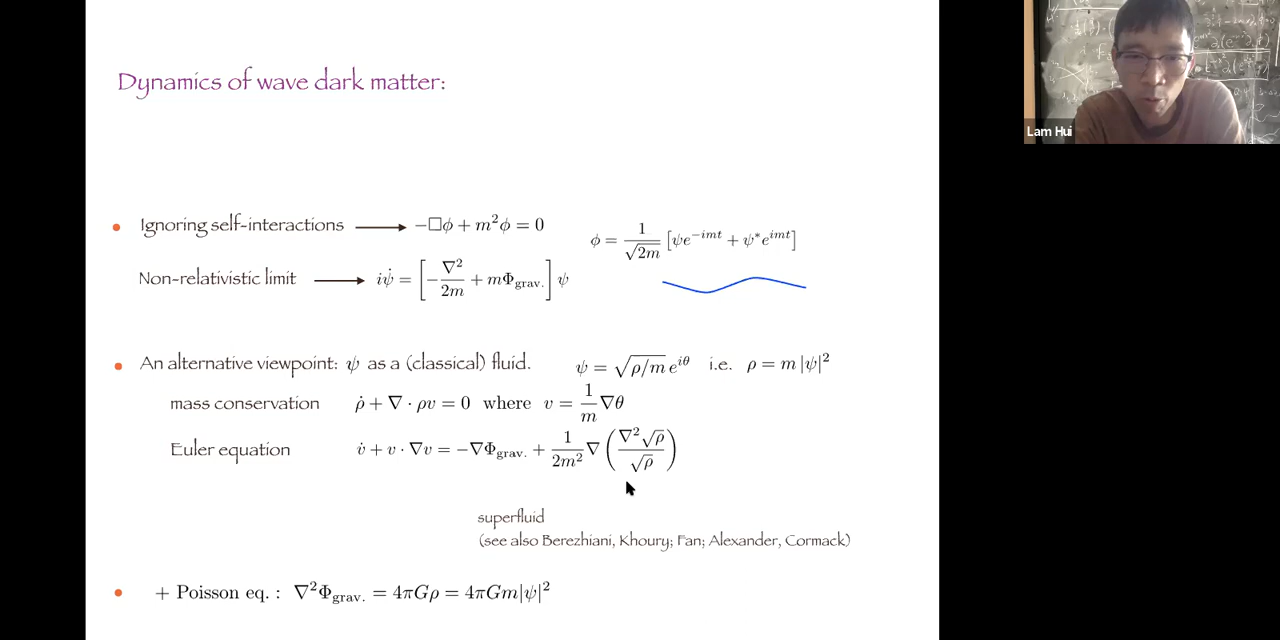 Dynamics of wave dark matter:
Ignoring self-interactions ⟶ −□ϕ + m²ϕ = 0
ϕ = 1/√(2m) [ψe^{−imt} + ψ*e^{imt}]
Non-relativistic limit ⟶ iψ̇ = [−∇²/2m + mΦ_grav.] ψ
An alternative viewpoint: ψ as a (classical) fluid. ψ = √(ρ/m) e^{iθ} i.e. ρ = m|ψ|²
mass conservation ρ̇ + ∇ · ρv = 0 where v = 1/m ∇θ
Euler equation v̇ + v · ∇v = −∇Φ_grav. + 1/(2m²) ∇(∇²√ρ/√ρ)
superfluid
(see also Berezhiani, Khoury; Fan; Alexander, Cormack)
+ Poisson eq. : ∇²Φ_grav. = 4πGρ = 4πGm|ψ|²
Lam Hui